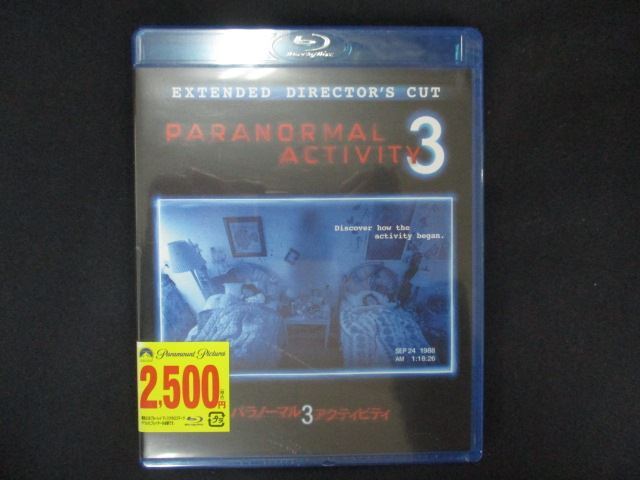 Blu-ray Disc
EXTENDED DIRECTOR'S CUT
PARANORMAL
ACTIVITY 3
Discover how the
activity began.
SEP 24 1988
AM 1:18:26
Paramount Pictures
2,500円
パラノーマル3アクティビティ